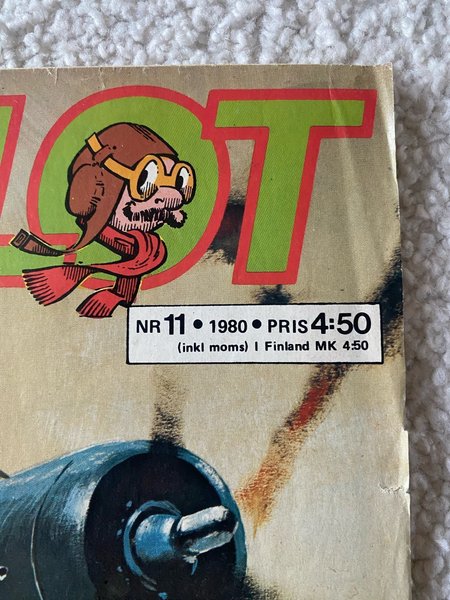 LOT
NR 11 • 1980 • PRIS 4:50
(inkl moms) I Finland MK 4:50